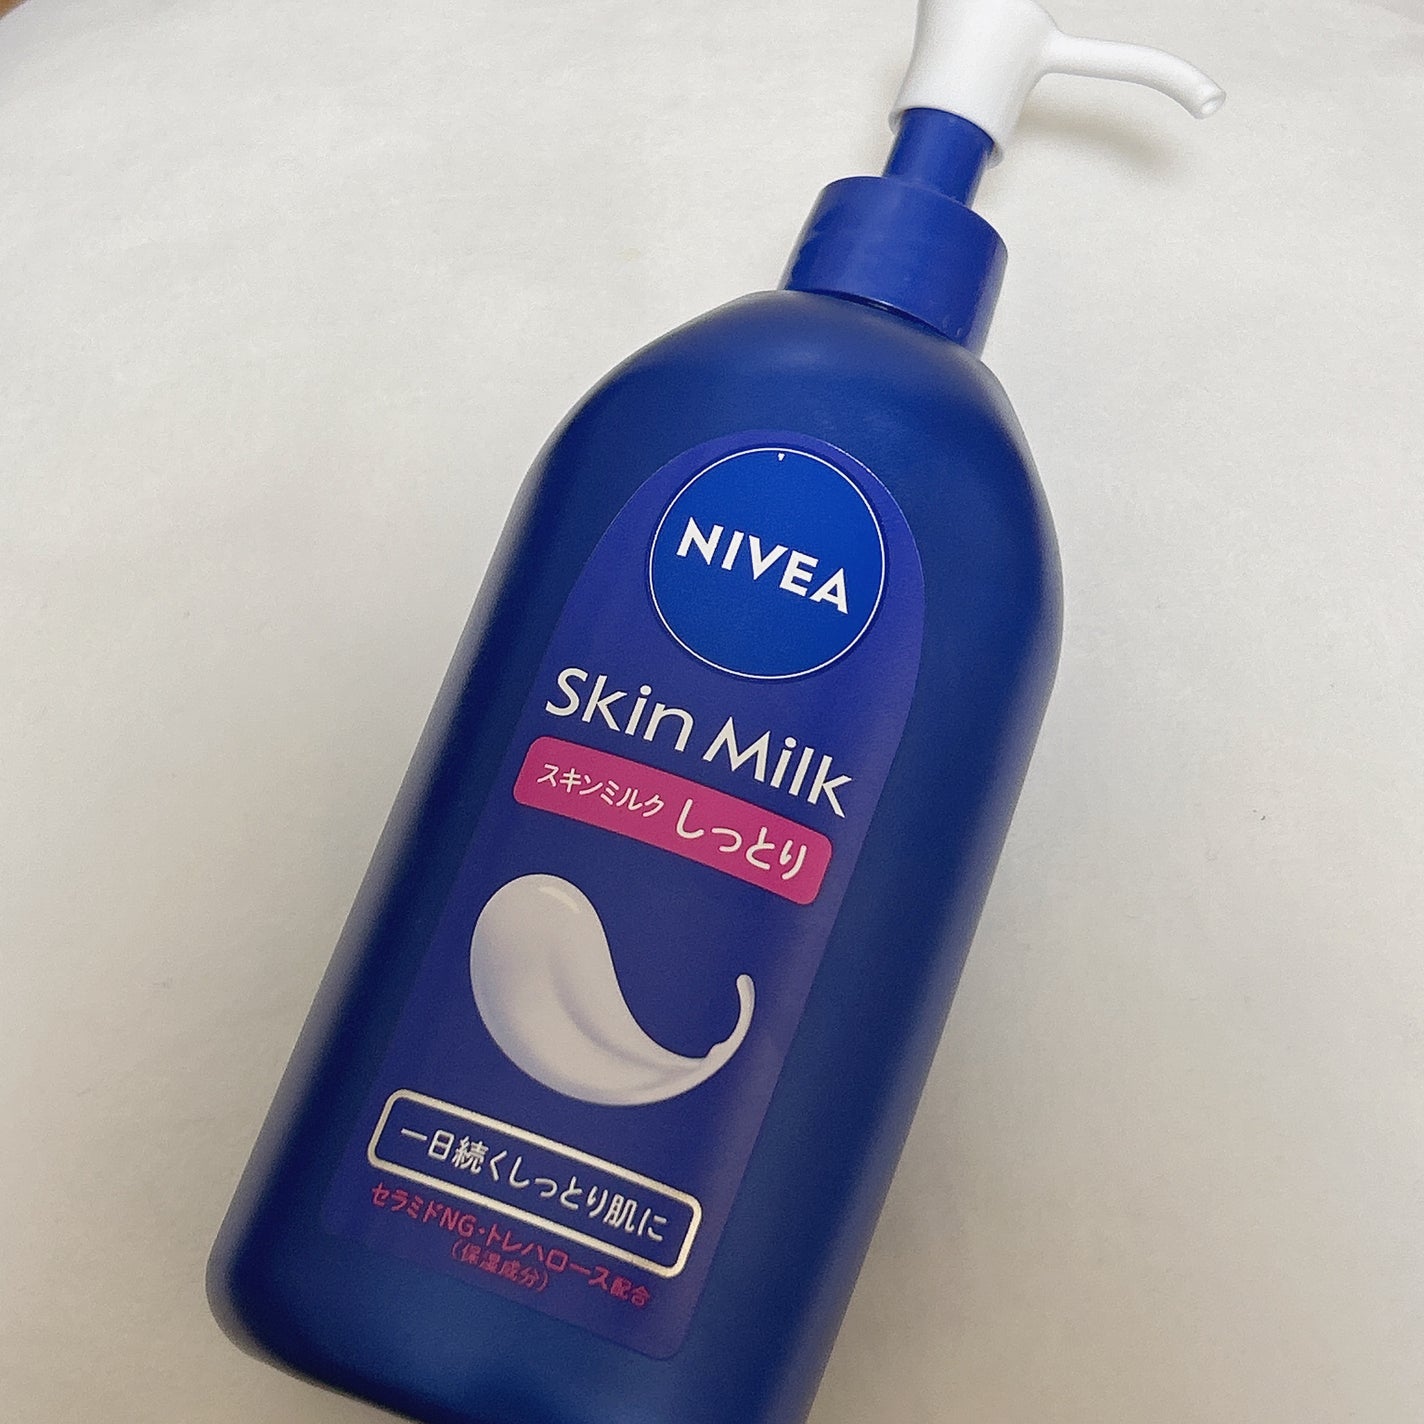 NIVEA
Skin Milk
スキンミルク しっとり
一日続くしっとり肌に
セラミドNG・トレハロース配合
(保湿成分)